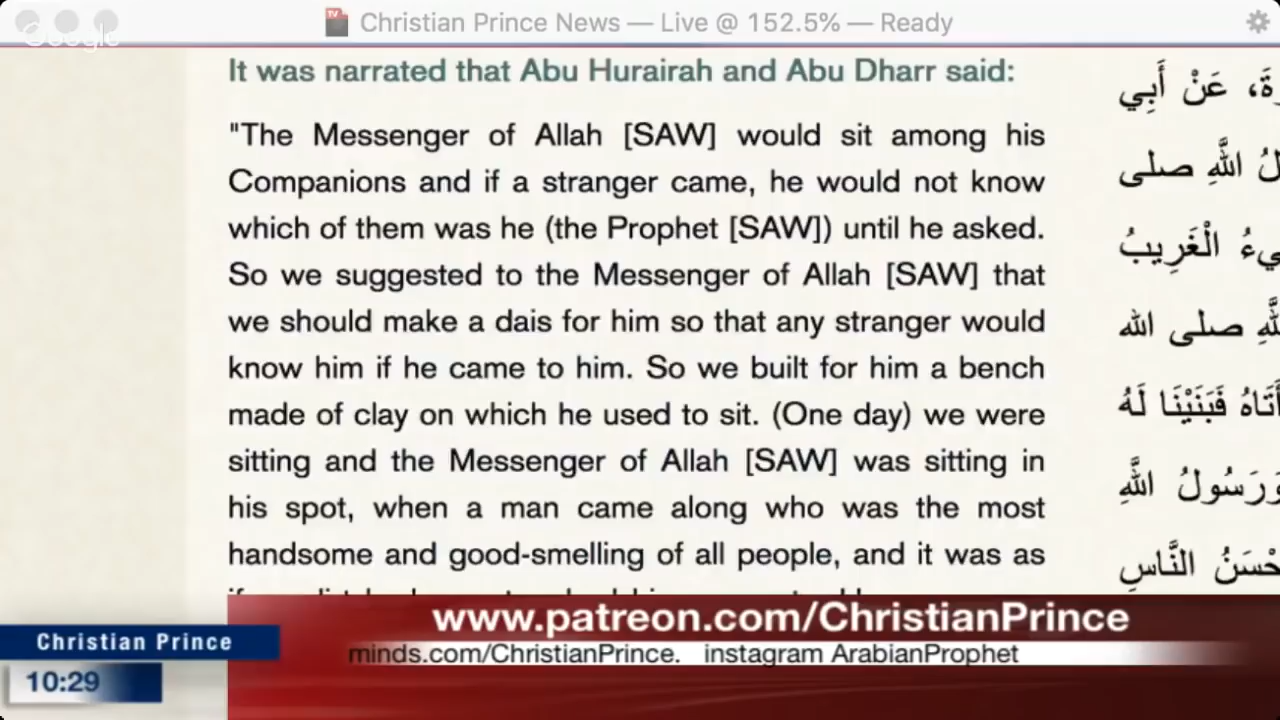 Christian Prince News — Live @ 152.5% — Ready
Google
It was narrated that Abu Hurairah and Abu Dharr said:
"The Messenger of Allah [SAW] would sit among his
Companions and if a stranger came, he would not know
which of them was he (the Prophet [SAW]) until he asked.
So we suggested to the Messenger of Allah [SAW] that
we should make a dais for him so that any stranger would
know him if he came to him. So we built for him a bench
made of clay on which he used to sit. (One day) we were
sitting and the Messenger of Allah [SAW] was sitting in
his spot, when a man came along who was the most
handsome and good-smelling of all people, and it was as
رَةَ، عَنْ أَبِي
لُ اللَّهِ صلى
يءُ الْغَرِيبُ
للَّهِ صلى الله
أَتَاهُ فَبَنَيْنَا لَهُ
وَرَسُولُ اللَّهِ
حْسَنُ النَّاسِ
www.patreon.com/ChristianPrince
minds.com/ChristianPrince. instagram ArabianProphet
Christian Prince
10:29